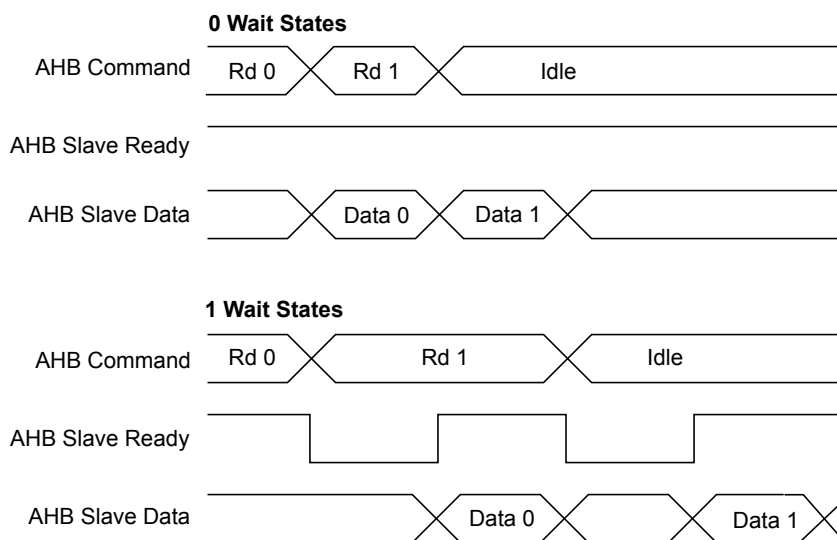 0 Wait States
AHB Command Rd 0 Rd 1 Idle
AHB Slave Ready
AHB Slave Data Data 0 Data 1
1 Wait States
AHB Command Rd 0 Rd 1 Idle
AHB Slave Ready
AHB Slave Data Data 0 Data 1